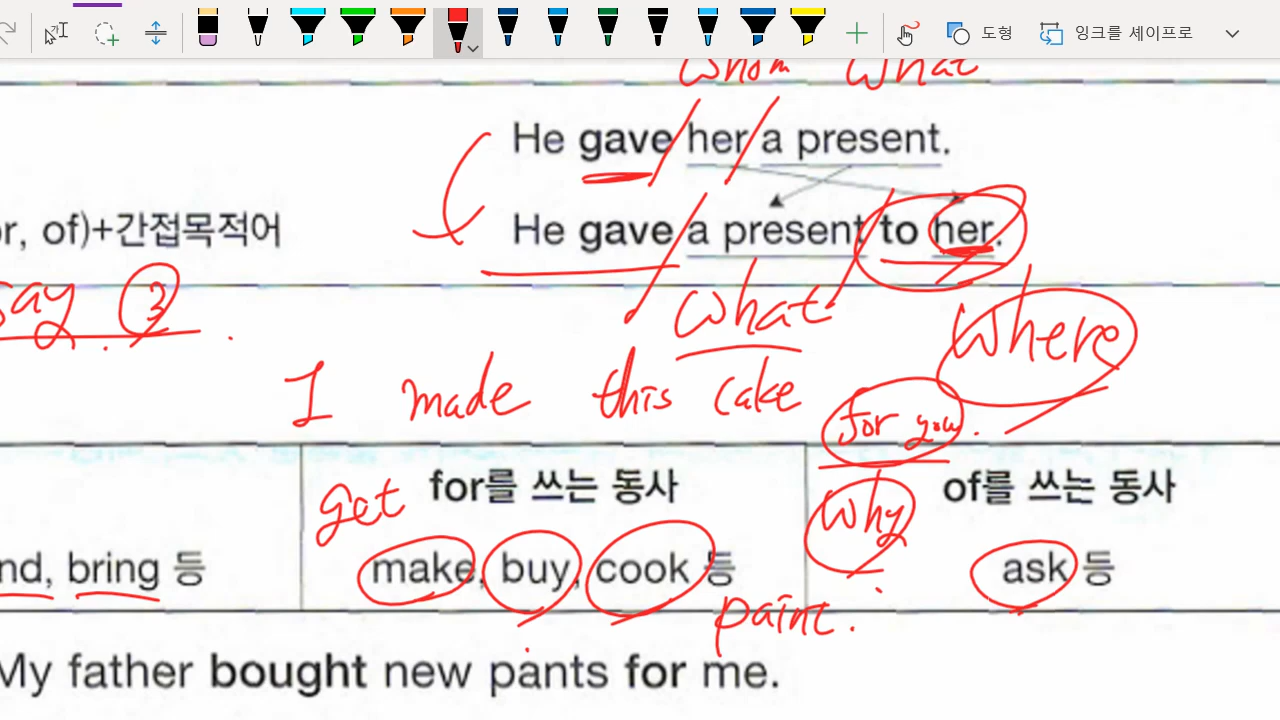 도형 잉크를 셰이프로
whom what
He gave her a present.
r, of)+간접목적어 He gave a present to her.
say 3. what where
I made this cake for you.
get for를 쓰는 동사 why of를 쓰는 동사
nd, bring 등 make, buy, cook 등 ask 등
paint.
My father bought new pants for me.